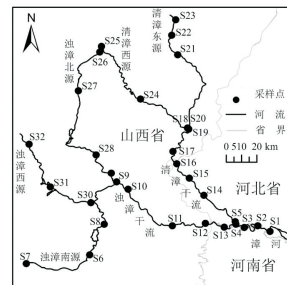 N
S23
S22
S21
清漳东源
S25
S26
清漳西源
浊漳北源
S27
S24
采样点
河流
省界
0 510 20 km
S18
S20
S19
山西省
S32
浊漳西源
S28
S17
S16
S15
清漳干流
S14
河北省
S9
S10
S31
S30
浊漳干流
S8
S11
S12
S13
S5
S4
S3
S2
S1
漳河
河南省
S7
浊漳南源
S6